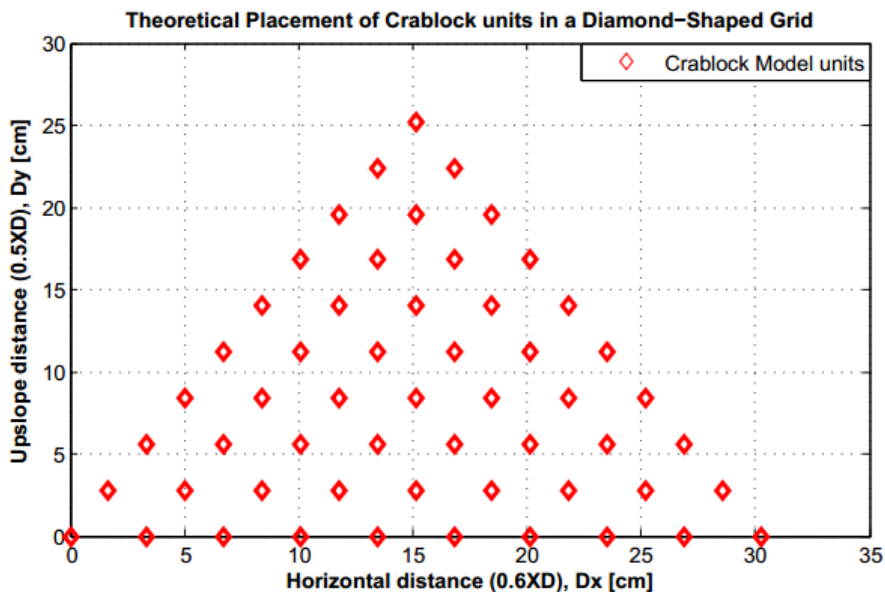 Theoretical Placement of Crablock units in a Diamond−Shaped Grid
Crablock Model units
Upslope distance (0.5XD), Dy [cm]
30
25
20
15
10
5
0
0 5 10 15 20 25 30 35
Horizontal distance (0.6XD), Dx [cm]